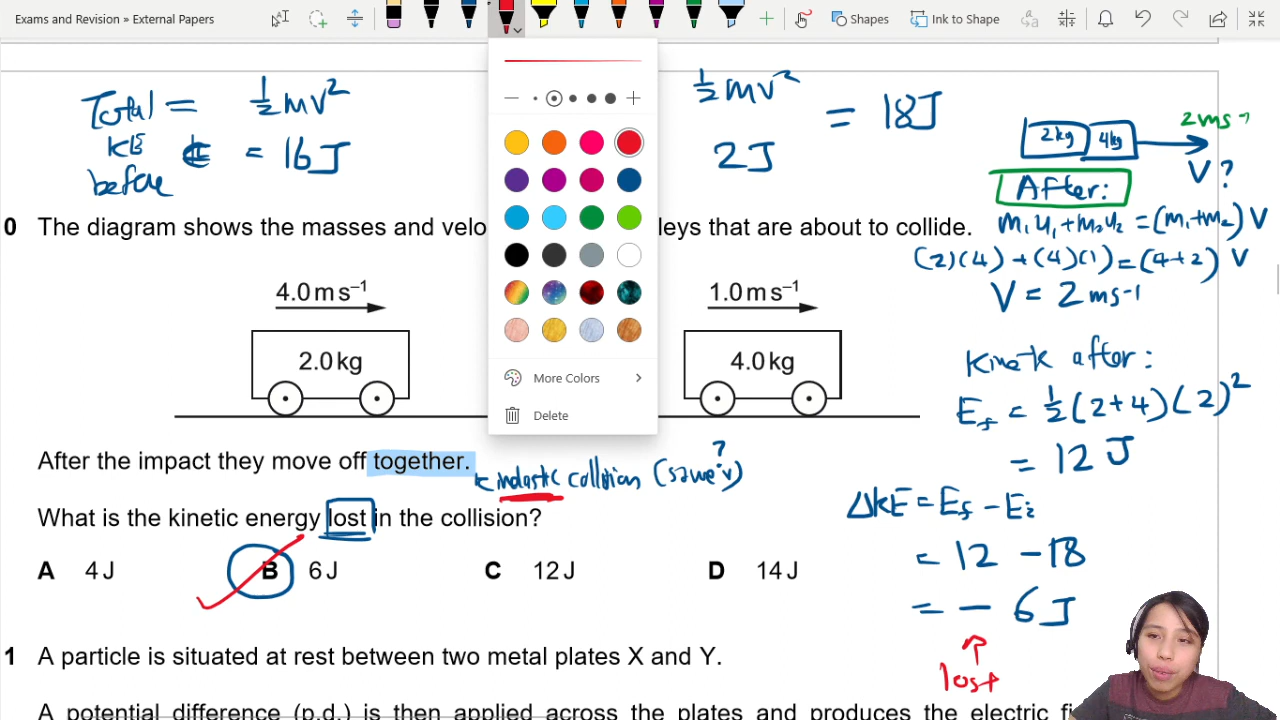 Exams and Revision » External Papers
Shapes
Ink to Shape
Total = ½mv²
KE = 16J
before
½mv²
2J
= 18J
2kg 4kg
2ms⁻¹
V ?
After:
m₁u₁+m₂u₂ = (m₁+m₂) V
(2)(4) + (4)(1) = (4+2) V
V = 2 ms⁻¹
0 The diagram shows the masses and velo
leys that are about to collide.
4.0 m s⁻¹
1.0 m s⁻¹
2.0 kg
4.0 kg
More Colors
Delete
Kinetic after:
E_f = ½(2+4)(2)²
= 12 J
After the impact they move off together.
inelastic collision (same v)
?
What is the kinetic energy lost in the collision?
A 4 J
B 6 J
C 12 J
D 14 J
ΔKE = E_f – E_i
= 12 – 18
= – 6J
↑
lost
1 A particle is situated at rest between two metal plates X and Y.
A potential difference (p.d.) is then applied across the plates and produces the electric fi